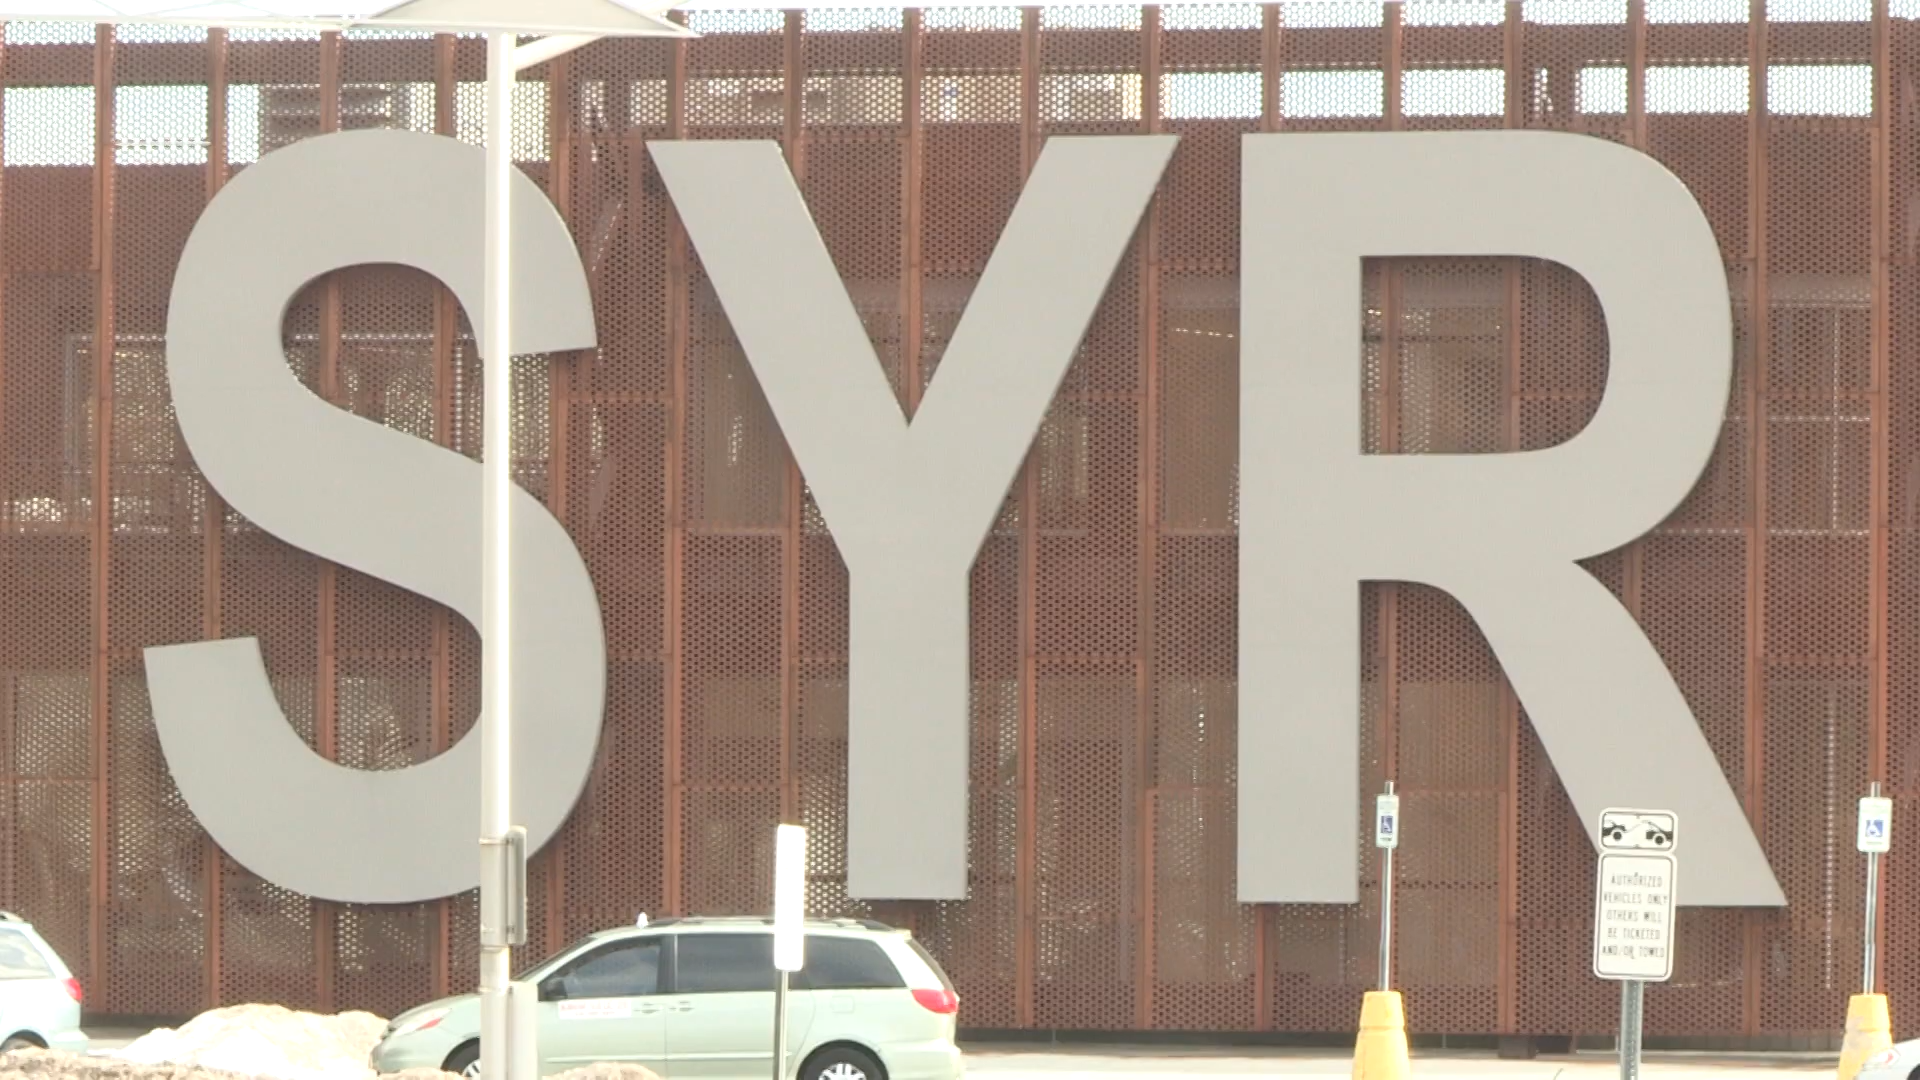 SYR
AUTHORIZED
VEHICLES ONLY
OTHERS WILL
BE TICKETED
AND/OR TOWED